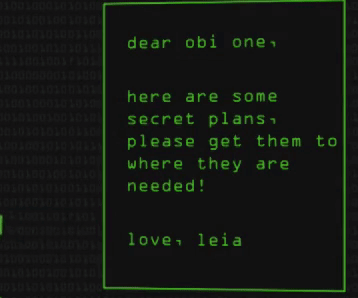 dear obi one,
here are some
secret plans,
please get them to
where they are
needed!
love, leia